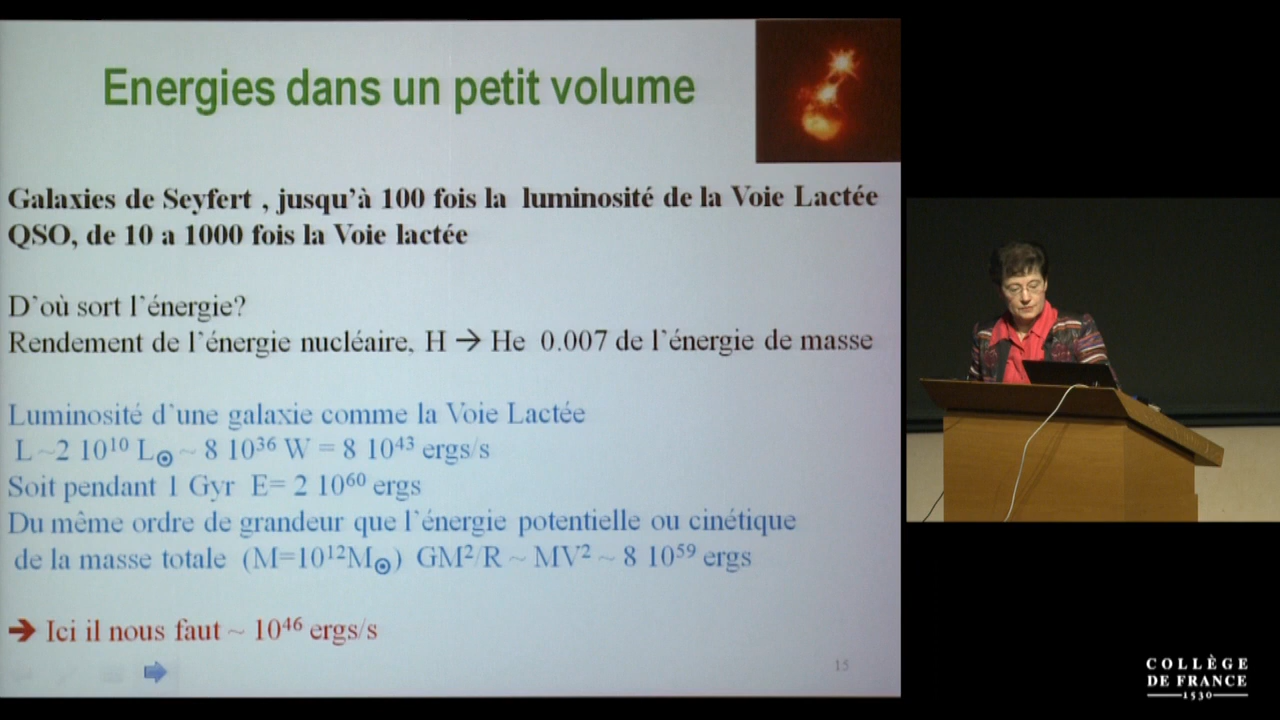 Energies dans un petit volume
Galaxies de Seyfert , jusqu'à 100 fois la luminosité de la Voie Lactée
QSO, de 10 a 1000 fois la Voie lactée
D'où sort l'énergie?
Rendement de l'énergie nucléaire, H → He 0.007 de l'énergie de masse
Luminosité d'une galaxie comme la Voie Lactée
L ~2 10¹⁰ L⊙ ~ 8 10³⁶ W = 8 10⁴³ ergs/s
Soit pendant 1 Gyr E= 2 10⁶⁰ ergs
Du même ordre de grandeur que l'énergie potentielle ou cinétique
de la masse totale (M=10¹²M⊙) GM²/R ~ MV² ~ 8 10⁵⁹ ergs
➔ Ici il nous faut ~ 10⁴⁶ ergs/s
15
COLLÈGE
DE FRANCE
1530